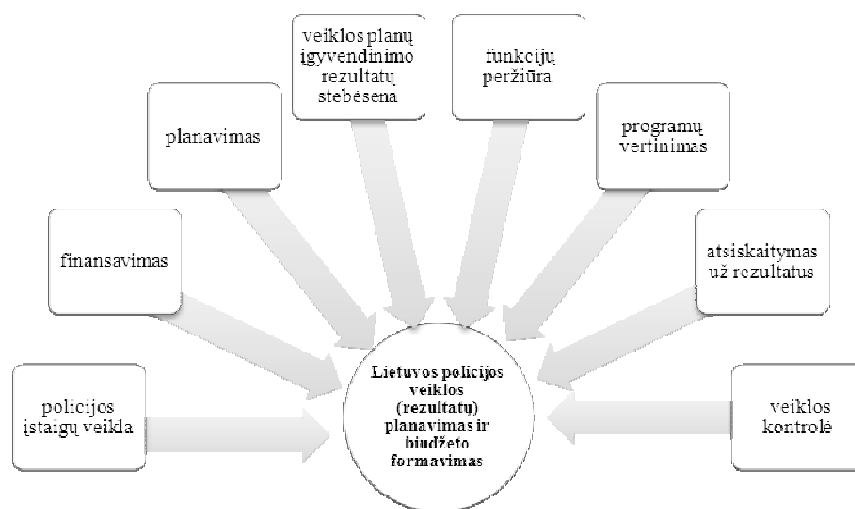 veiklos planų
įgyvendinimo
rezultatų
stebėsena
funkcijų
peržiūra
planavimas
programų
vertinimas
finansavimas
atsiskaitymas
už rezultatus
policijos
įstaigų veikla
Lietuvos policijos
veiklos
(rezultatų)
planavimas ir
biudžeto
formavimas
veiklos
kontrolė